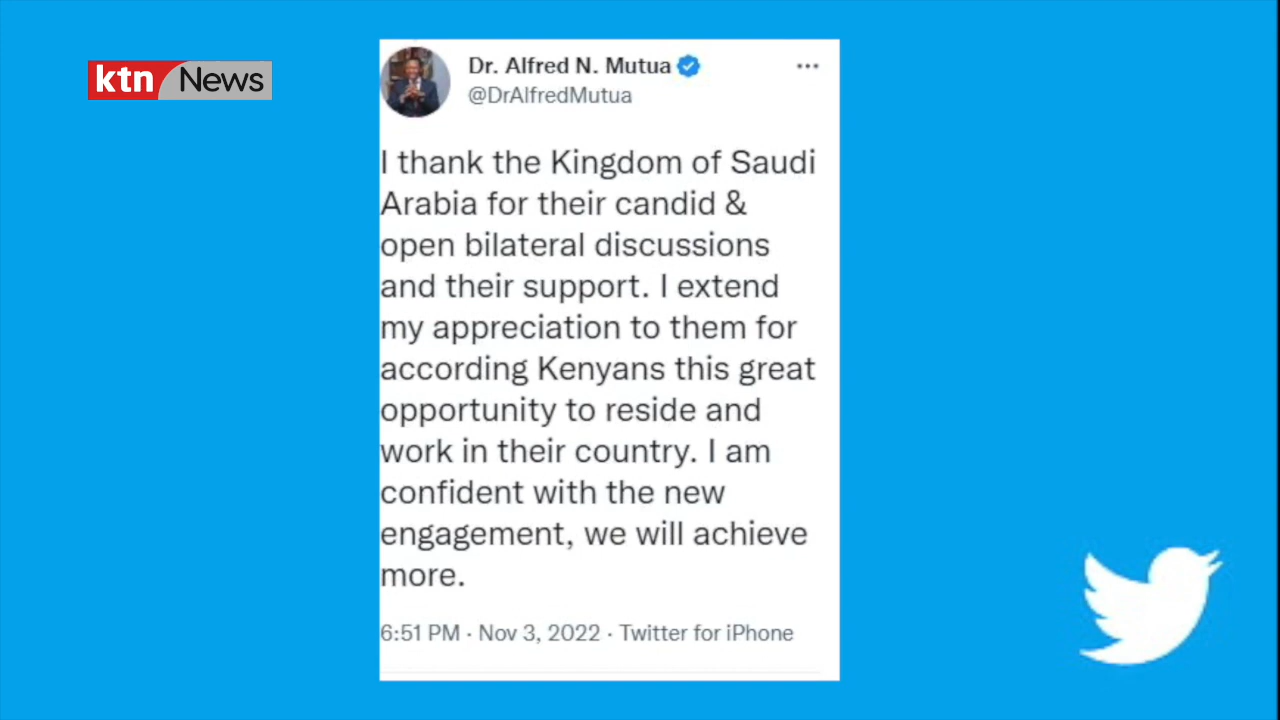 ktn News
Dr. Alfred N. Mutua
@DrAlfredMutua
I thank the Kingdom of Saudi
Arabia for their candid &
open bilateral discussions
and their support. I extend
my appreciation to them for
according Kenyans this great
opportunity to reside and
work in their country. I am
confident with the new
engagement, we will achieve
more.
6:51 PM · Nov 3, 2022 · Twitter for iPhone